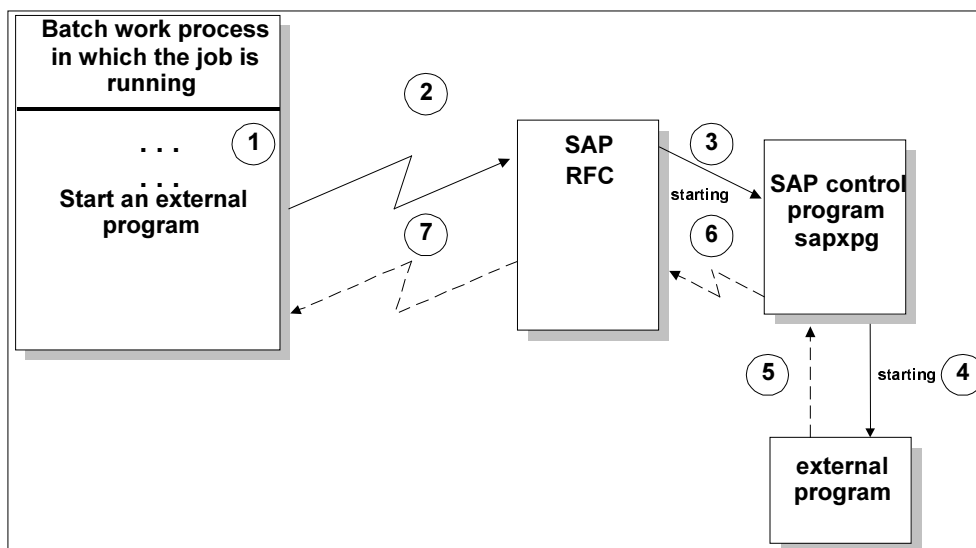 Batch work process
in which the job is
running
1
. . .
. . .
Start an external
program
2
7
SAP
RFC
3
starting
6
SAP control
program
sapxpg
5
starting
4
external
program